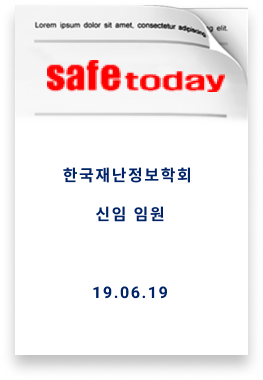 Lorem ipsum dolor sit amet, consectetur adipiscing elit.
safetoday
한국재난정보학회
신임 임원
19.06.19